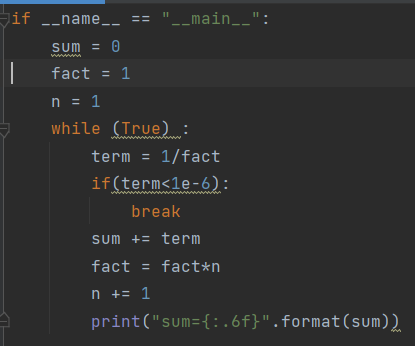 if __name__ == "__main__":
    sum = 0
    fact = 1
    n = 1
    while (True) :
        term = 1/fact
        if(term<1e-6):
            break
        sum += term
        fact = fact*n
        n += 1
        print("sum={:.6f}".format(sum))